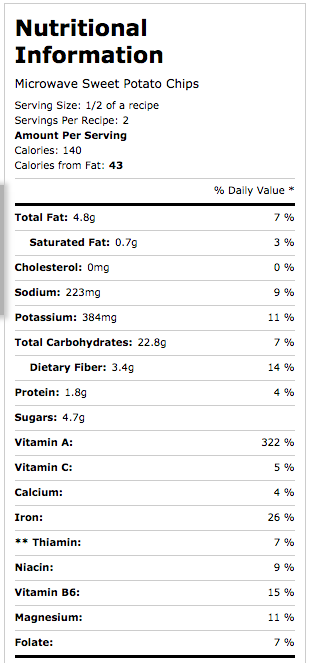 Nutritional
Information
Microwave Sweet Potato Chips
Serving Size: 1/2 of a recipe
Servings Per Recipe: 2
Amount Per Serving
Calories: 140
Calories from Fat: 43
% Daily Value *
Total Fat: 4.8g 7 %
Saturated Fat: 0.7g 3 %
Cholesterol: 0mg 0 %
Sodium: 223mg 9 %
Potassium: 384mg 11 %
Total Carbohydrates: 22.8g 7 %
Dietary Fiber: 3.4g 14 %
Protein: 1.8g 4 %
Sugars: 4.7g
Vitamin A: 322 %
Vitamin C: 5 %
Calcium: 4 %
Iron: 26 %
** Thiamin: 7 %
Niacin: 9 %
Vitamin B6: 15 %
Magnesium: 11 %
Folate: 7 %